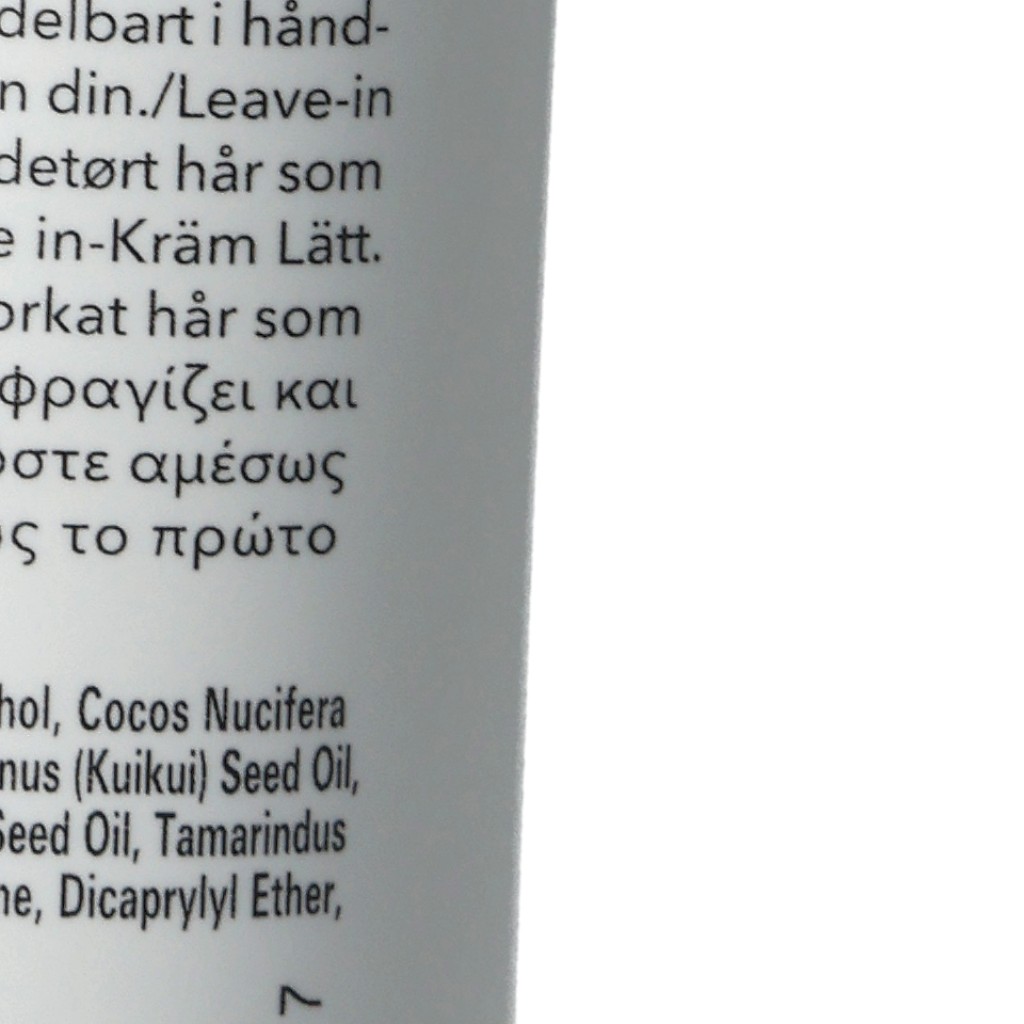 delbart i hånd-
n din./Leave-in
detørt hår som
e in-Kräm Lätt.
orkat hår som
φραγίζει και
στε αμέσως
ς το πρώτο
hol, Cocos Nucifera
nus (Kuikui) Seed Oil,
Seed Oil, Tamarindus
ne, Dicaprylyl Ether,
7